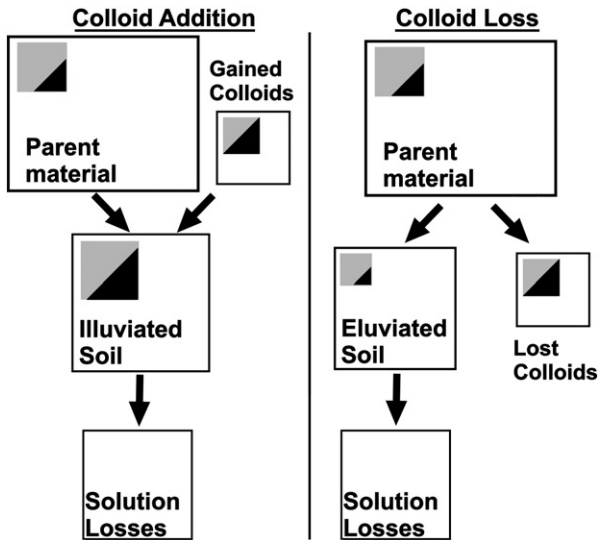 Colloid Addition
Gained
Colloids
Parent
material
Illuviated
Soil
Solution
Losses
Colloid Loss
Parent
material
Eluviated
Soil
Lost
Colloids
Solution
Losses